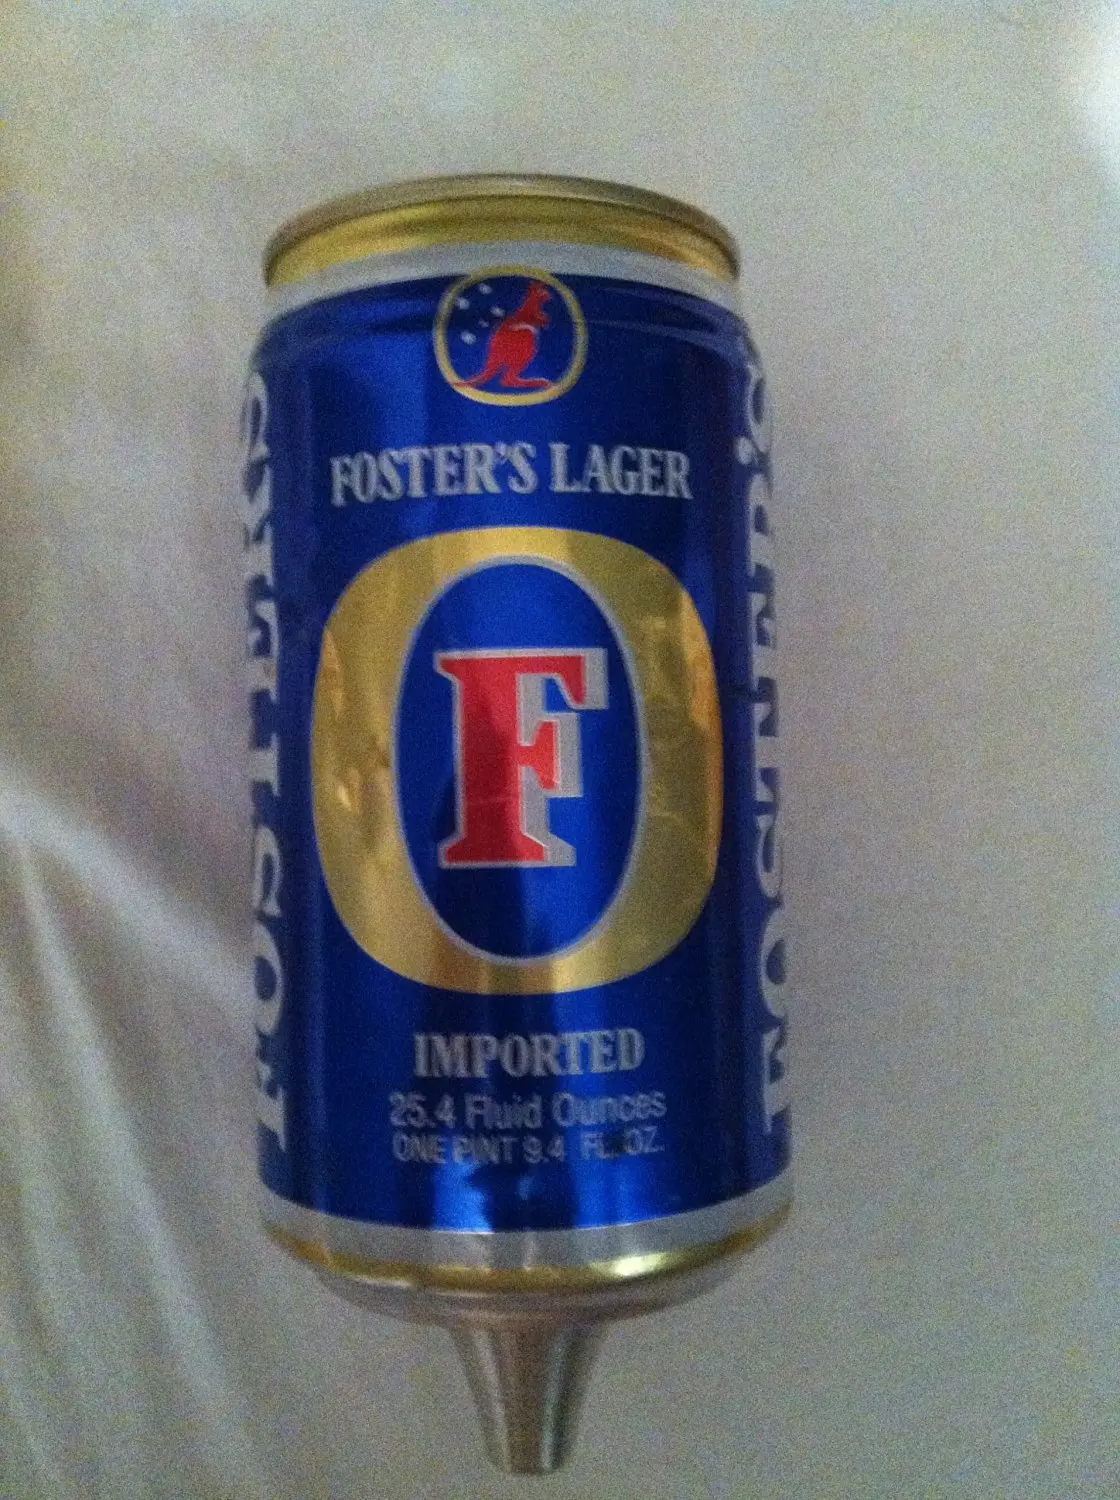 FOSTER'S LAGER
F
IMPORTED
25.4 Fluid Ounces
ONE PINT 9.4 FL. OZ.
FOSTER'S
FOSTER'S